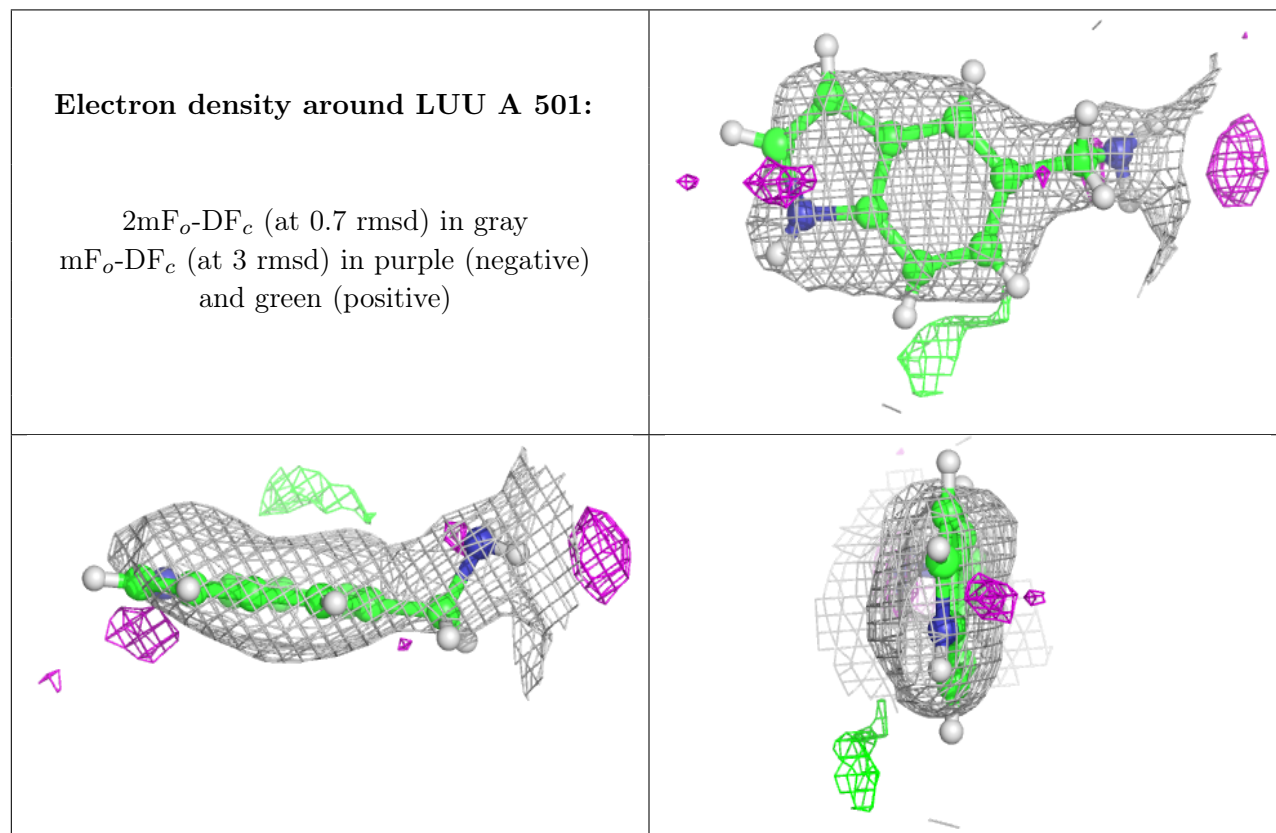 Electron density around LUU A 501:
2mFo-DFc (at 0.7 rmsd) in gray
mFo-DFc (at 3 rmsd) in purple (negative)
and green (positive)